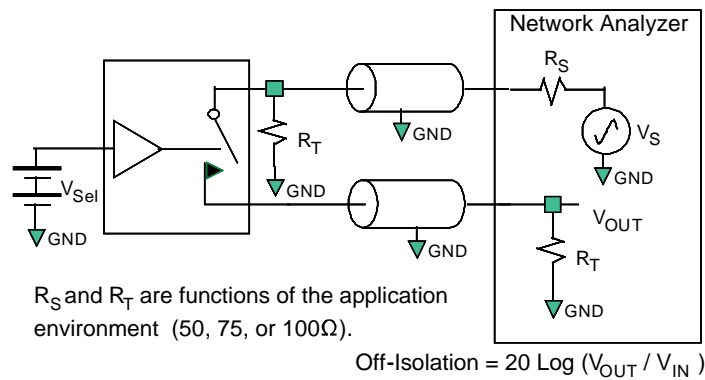 Network Analyzer
RS
RT
GND
VS
GND
VSel
GND
GND
VOUT
GND
RT
GND
RS and RT are functions of the application
environment (50, 75, or 100Ω).
Off-Isolation = 20 Log (VOUT / VIN )